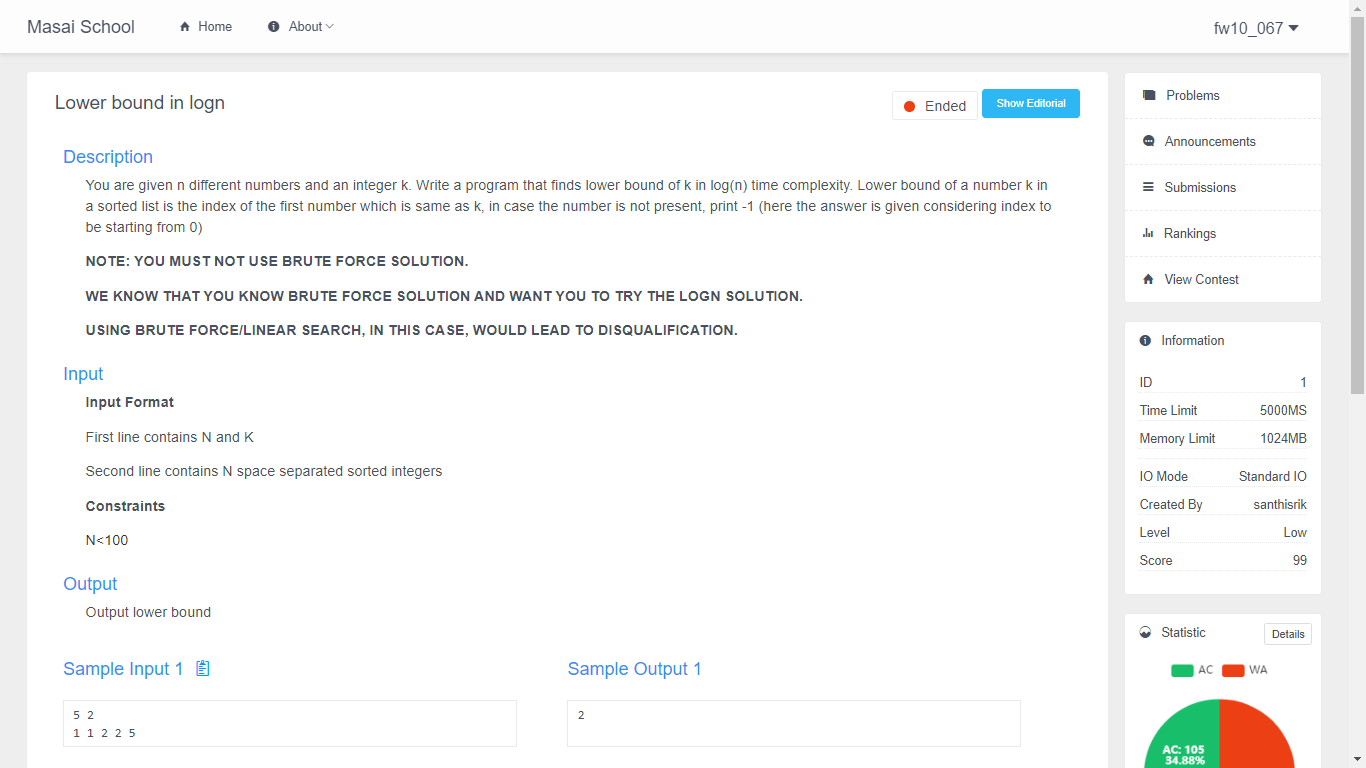 Masai School
Home
About
fw10_067
Lower bound in logn
Ended
Show Editorial
Description
You are given n different numbers and an integer k. Write a program that finds lower bound of k in log(n) time complexity. Lower bound of a number k in
a sorted list is the index of the first number which is same as k, in case the number is not present, print -1 (here the answer is given considering index to
be starting from 0)
NOTE: YOU MUST NOT USE BRUTE FORCE SOLUTION.
WE KNOW THAT YOU KNOW BRUTE FORCE SOLUTION AND WANT YOU TO TRY THE LOGN SOLUTION.
USING BRUTE FORCE/LINEAR SEARCH, IN THIS CASE, WOULD LEAD TO DISQUALIFICATION.
Input
Input Format
First line contains N and K
Second line contains N space separated sorted integers
Constraints
N<100
Output
Output lower bound
Sample Input 1
5 2
1 1 2 2 5
Sample Output 1
2
Problems
Announcements
Submissions
Rankings
View Contest
Information
ID 1
Time Limit 5000MS
Memory Limit 1024MB
IO Mode Standard IO
Created By santhisrik
Level Low
Score 99
Statistic
Details
AC WA
AC: 105
34.88%